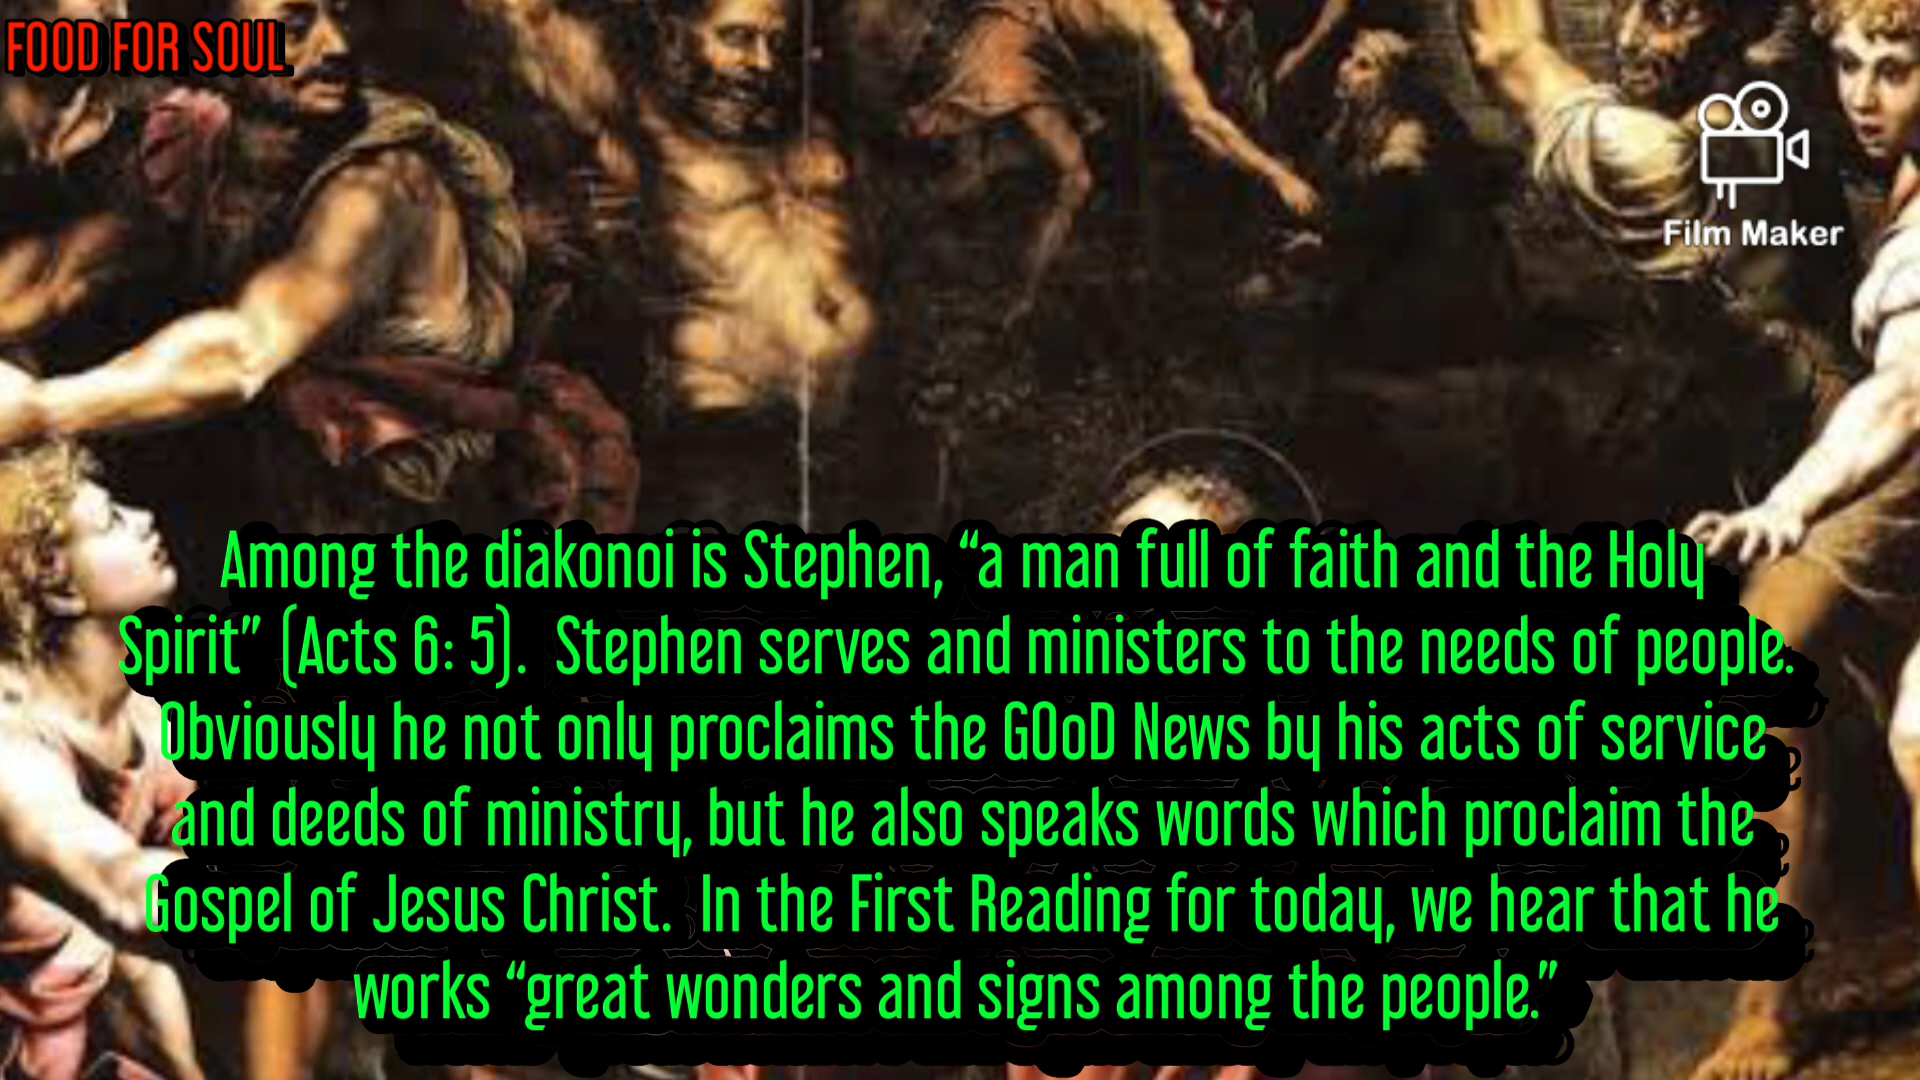 FOOD FOR SOUL
Film Maker
Among the diakonoi is Stephen, “a man full of faith and the Holy
Spirit” (Acts 6: 5).  Stephen serves and ministers to the needs of people.
Obviously he not only proclaims the GOoD News by his acts of service
and deeds of ministry, but he also speaks words which proclaim the
Gospel of Jesus Christ.  In the First Reading for today, we hear that he
works “great wonders and signs among the people.”